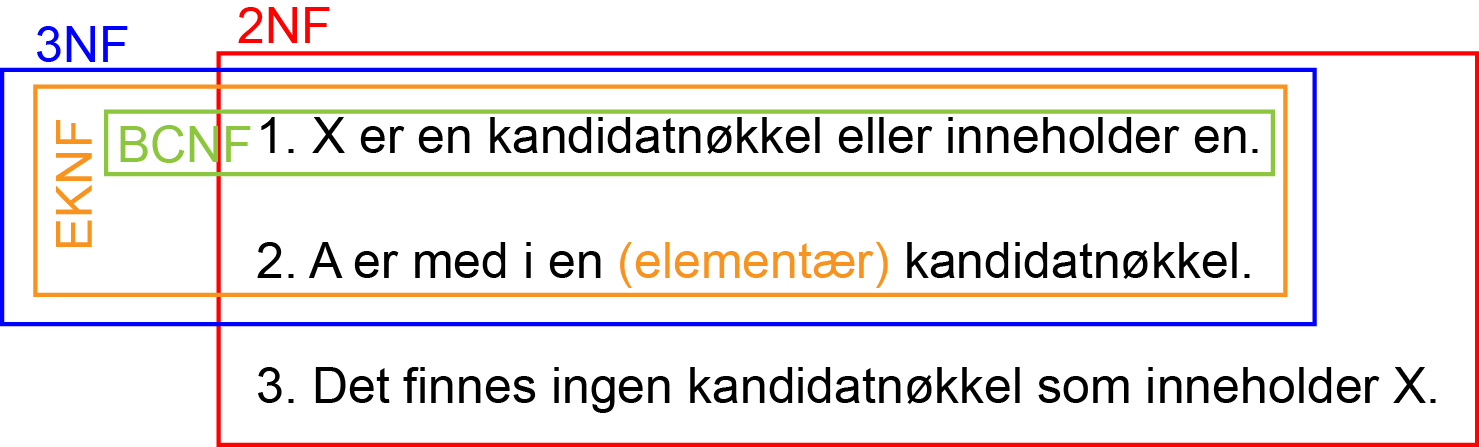 2NF
3NF
EKNF
BCNF
1. X er en kandidatnøkkel eller inneholder en.
2. A er med i en (elementær) kandidatnøkkel.
3. Det finnes ingen kandidatnøkkel som inneholder X.